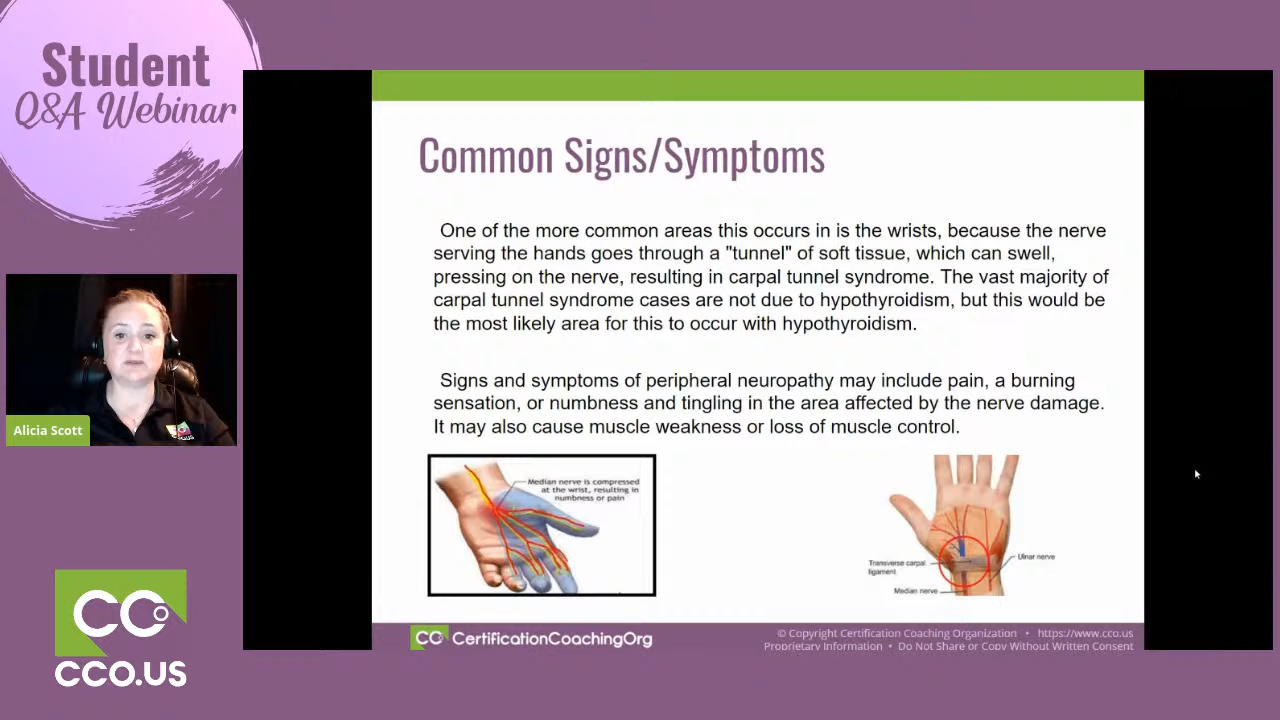 Student
Q&A Webinar
Common Signs/Symptoms
One of the more common areas this occurs in is the wrists, because the nerve
serving the hands goes through a "tunnel" of soft tissue, which can swell,
pressing on the nerve, resulting in carpal tunnel syndrome. The vast majority of
carpal tunnel syndrome cases are not due to hypothyroidism, but this would be
the most likely area for this to occur with hypothyroidism.
Signs and symptoms of peripheral neuropathy may include pain, a burning
sensation, or numbness and tingling in the area affected by the nerve damage.
It may also cause muscle weakness or loss of muscle control.
Median nerve is compressed
at the wrist, resulting in
numbness or pain
Transverse carpal
ligament
Ulnar nerve
Median nerve
Alicia Scott
cco.us
CCO
CCO.US
CCO CertificationCoachingOrg
© Copyright Certification Coaching Organization • https://www.cco.us
Proprietary Information • Do Not Share or Copy Without Written Consent